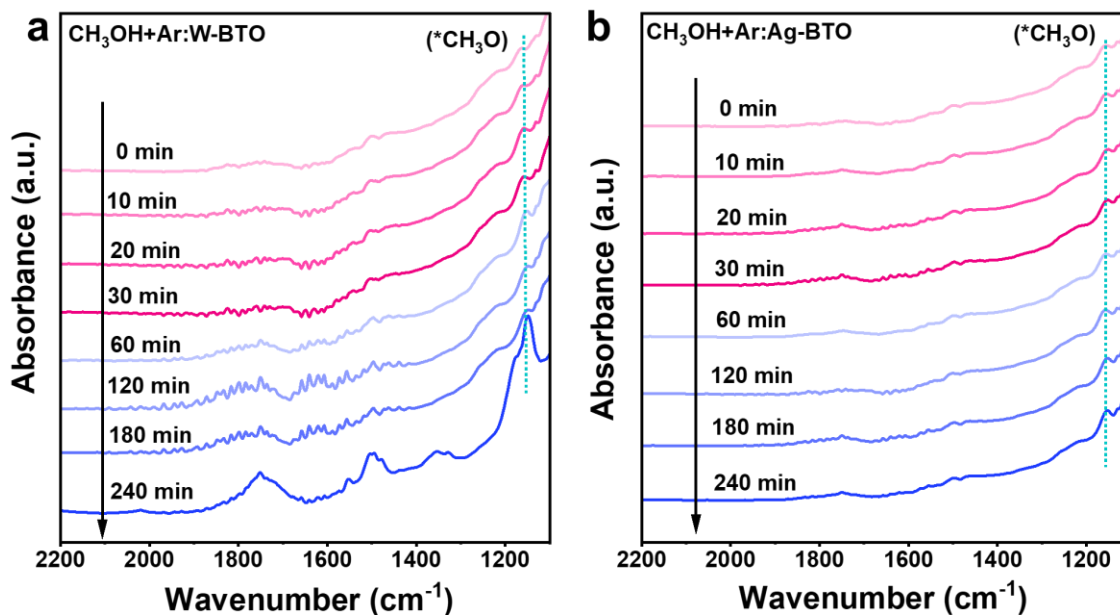 a
CH₃OH+Ar:W-BTO
(*CH₃O)
0 min
10 min
20 min
30 min
60 min
120 min
180 min
240 min
2200 2000 1800 1600 1400 1200
Wavenumber (cm⁻¹)
Absorbance (a.u.)
b
CH₃OH+Ar:Ag-BTO
(*CH₃O)
0 min
10 min
20 min
30 min
60 min
120 min
180 min
240 min
2200 2000 1800 1600 1400 1200
Wavenumber (cm⁻¹)
Absorbance (a.u.)